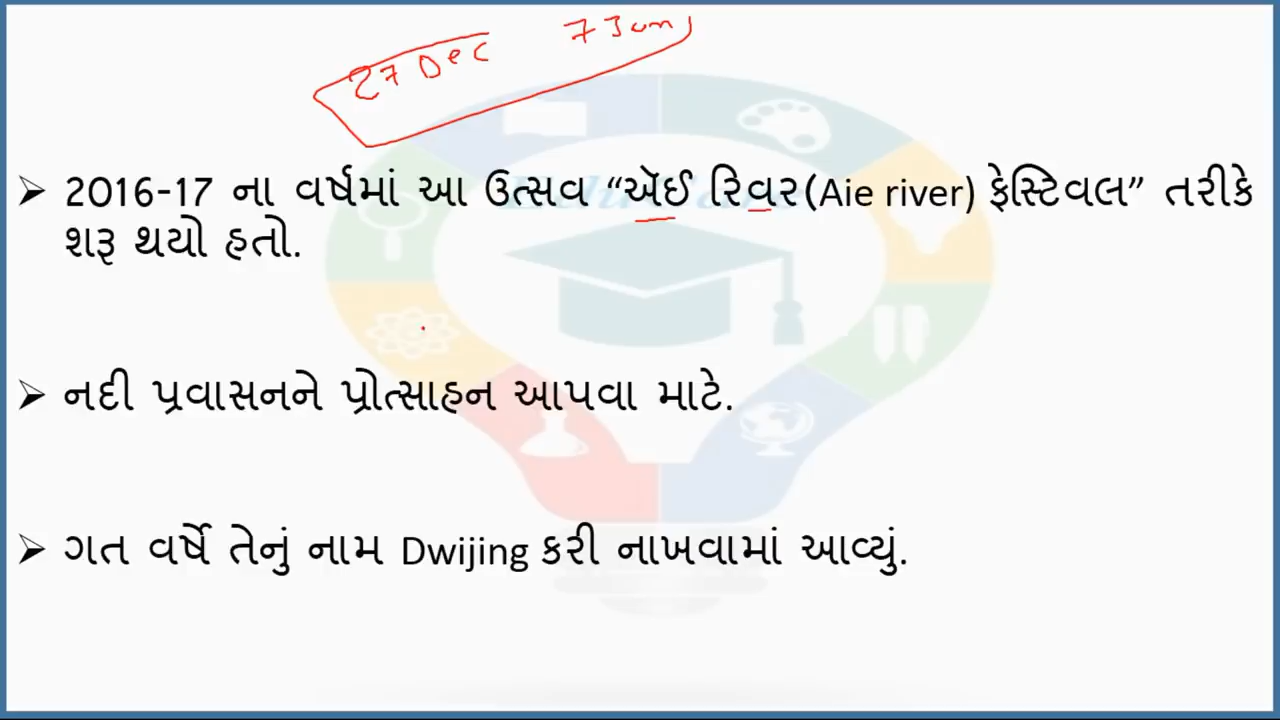 27 Dec 7 Jan
➤ 2016-17 ના વર્ષમાં આ ઉત્સવ “ઍઈ રિવર(Aie river) ફેસ્ટિવલ” તરીકે
શરૂ થયો હતો.
➤ નદી પ્રવાસનને પ્રોત્સાહન આપવા માટે.
➤ ગત વર્ષે તેનું નામ Dwijing કરી નાખવામાં આવ્યું.